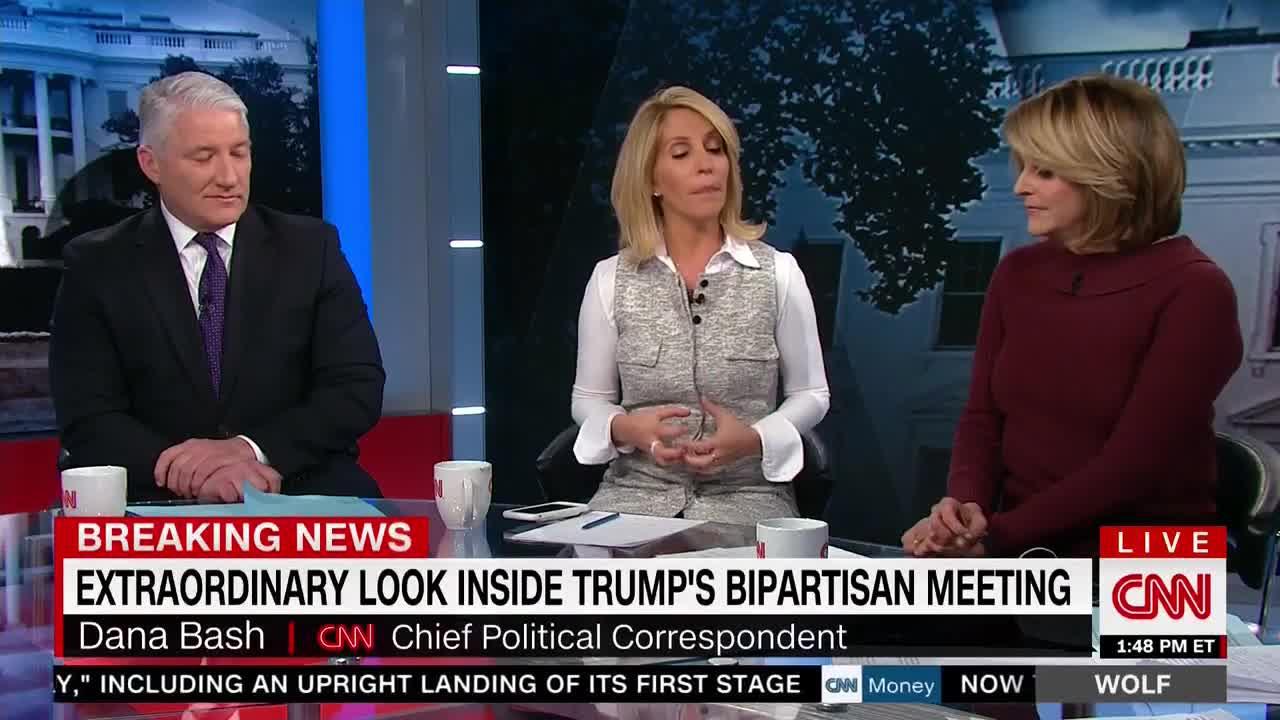 CNN
BREAKING NEWS
EXTRAORDINARY LOOK INSIDE TRUMP'S BIPARTISAN MEETING
Dana Bash | CNN Chief Political Correspondent
LIVE
CNN
1:48 PM ET
Y," INCLUDING AN UPRIGHT LANDING OF ITS FIRST STAGE CNN Money NOW
WOLF